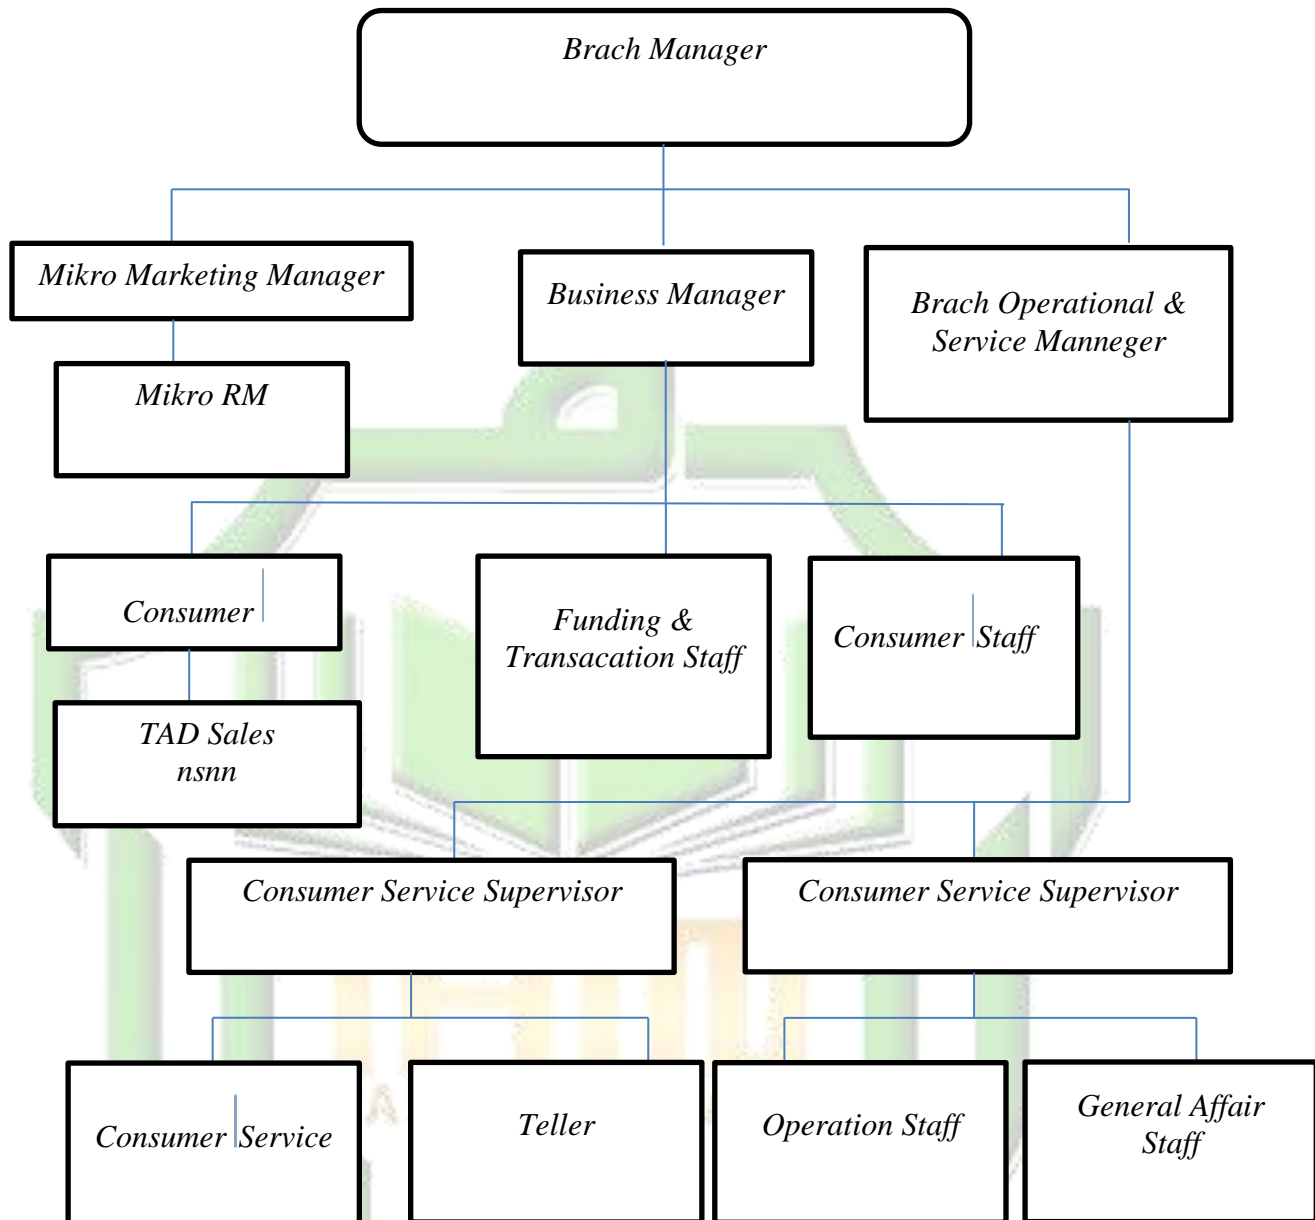 Brach Manager
Mikro Marketing Manager
Business Manager
Brach Operational &
Service Manneger
Mikro RM
Consumer
Funding &
Transacation Staff
Consumer Staff
TAD Sales
nsnn
Consumer Service Supervisor
Consumer Service Supervisor
Consumer Service
Teller
Operation Staff
General Affair
Staff